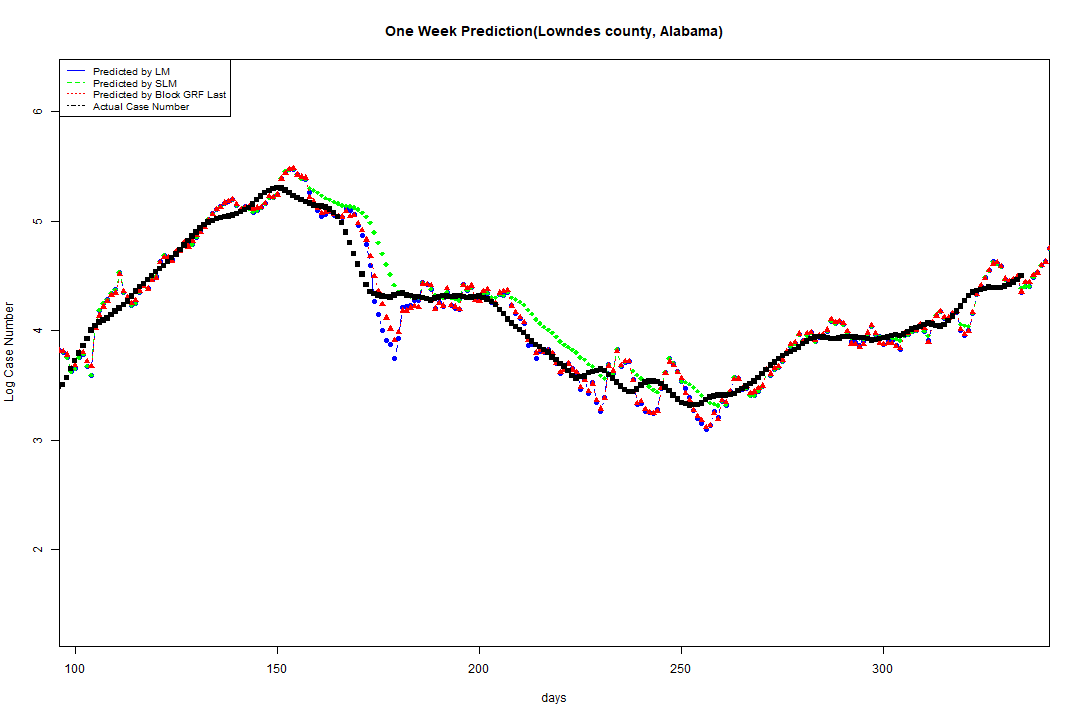 One Week Prediction(Lowndes county, Alabama)
Predicted by LM
Predicted by SLM
Predicted by Block GRF Last
Actual Case Number
Log Case Number
6
5
4
3
2
100 150 200 250 300
days